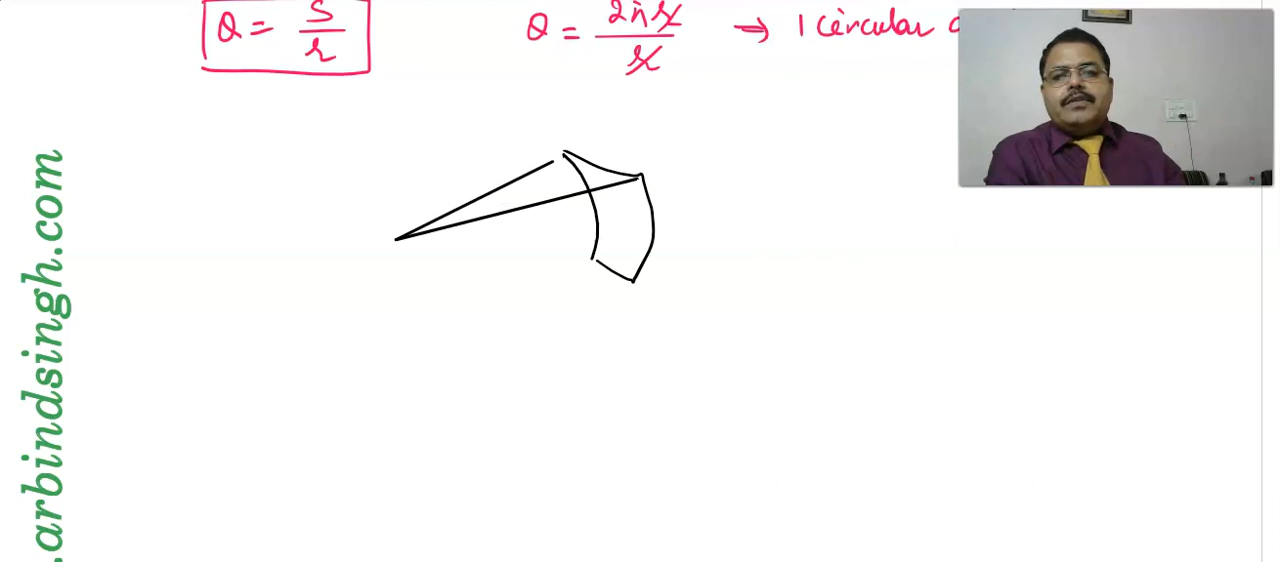 θ = s/r
θ = 2πr/r → 1 circular
.arbindsingh.com